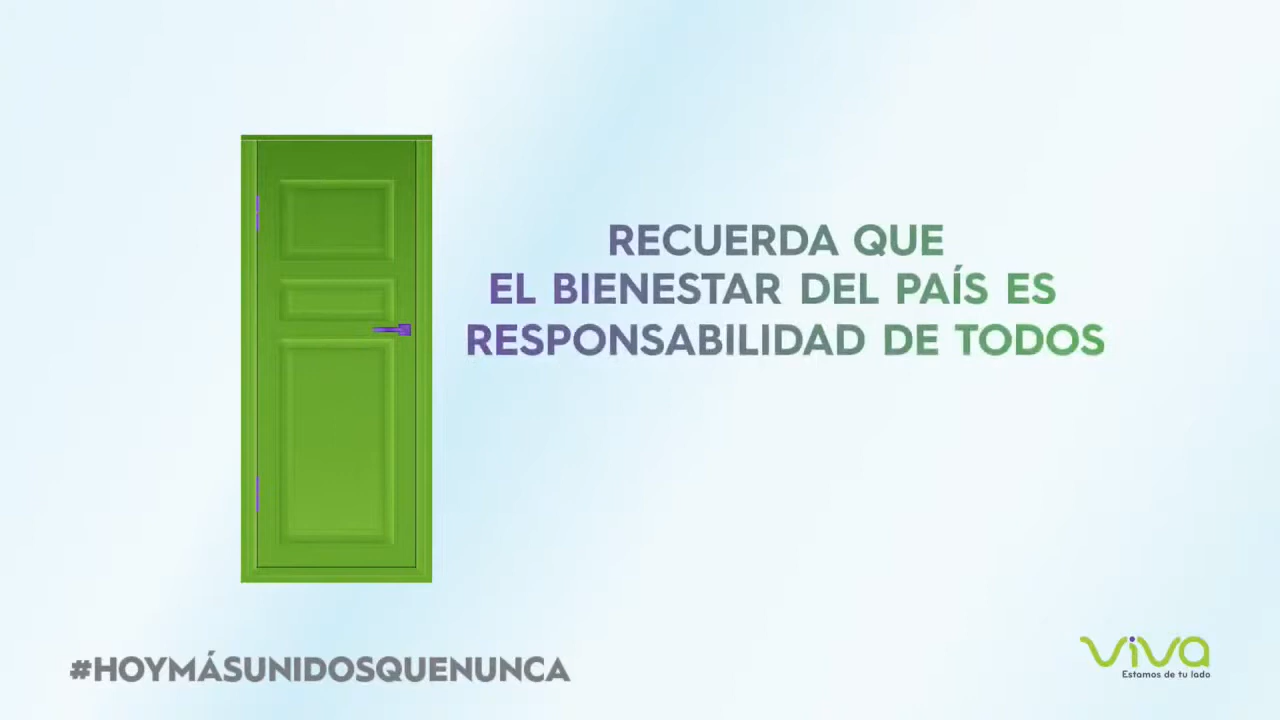 RECUERDA QUE
EL BIENESTAR DEL PAÍS ES
RESPONSABILIDAD DE TODOS
#HOYMÁSUNIDOSQUENUNCA
viva
Estamos de tu lado